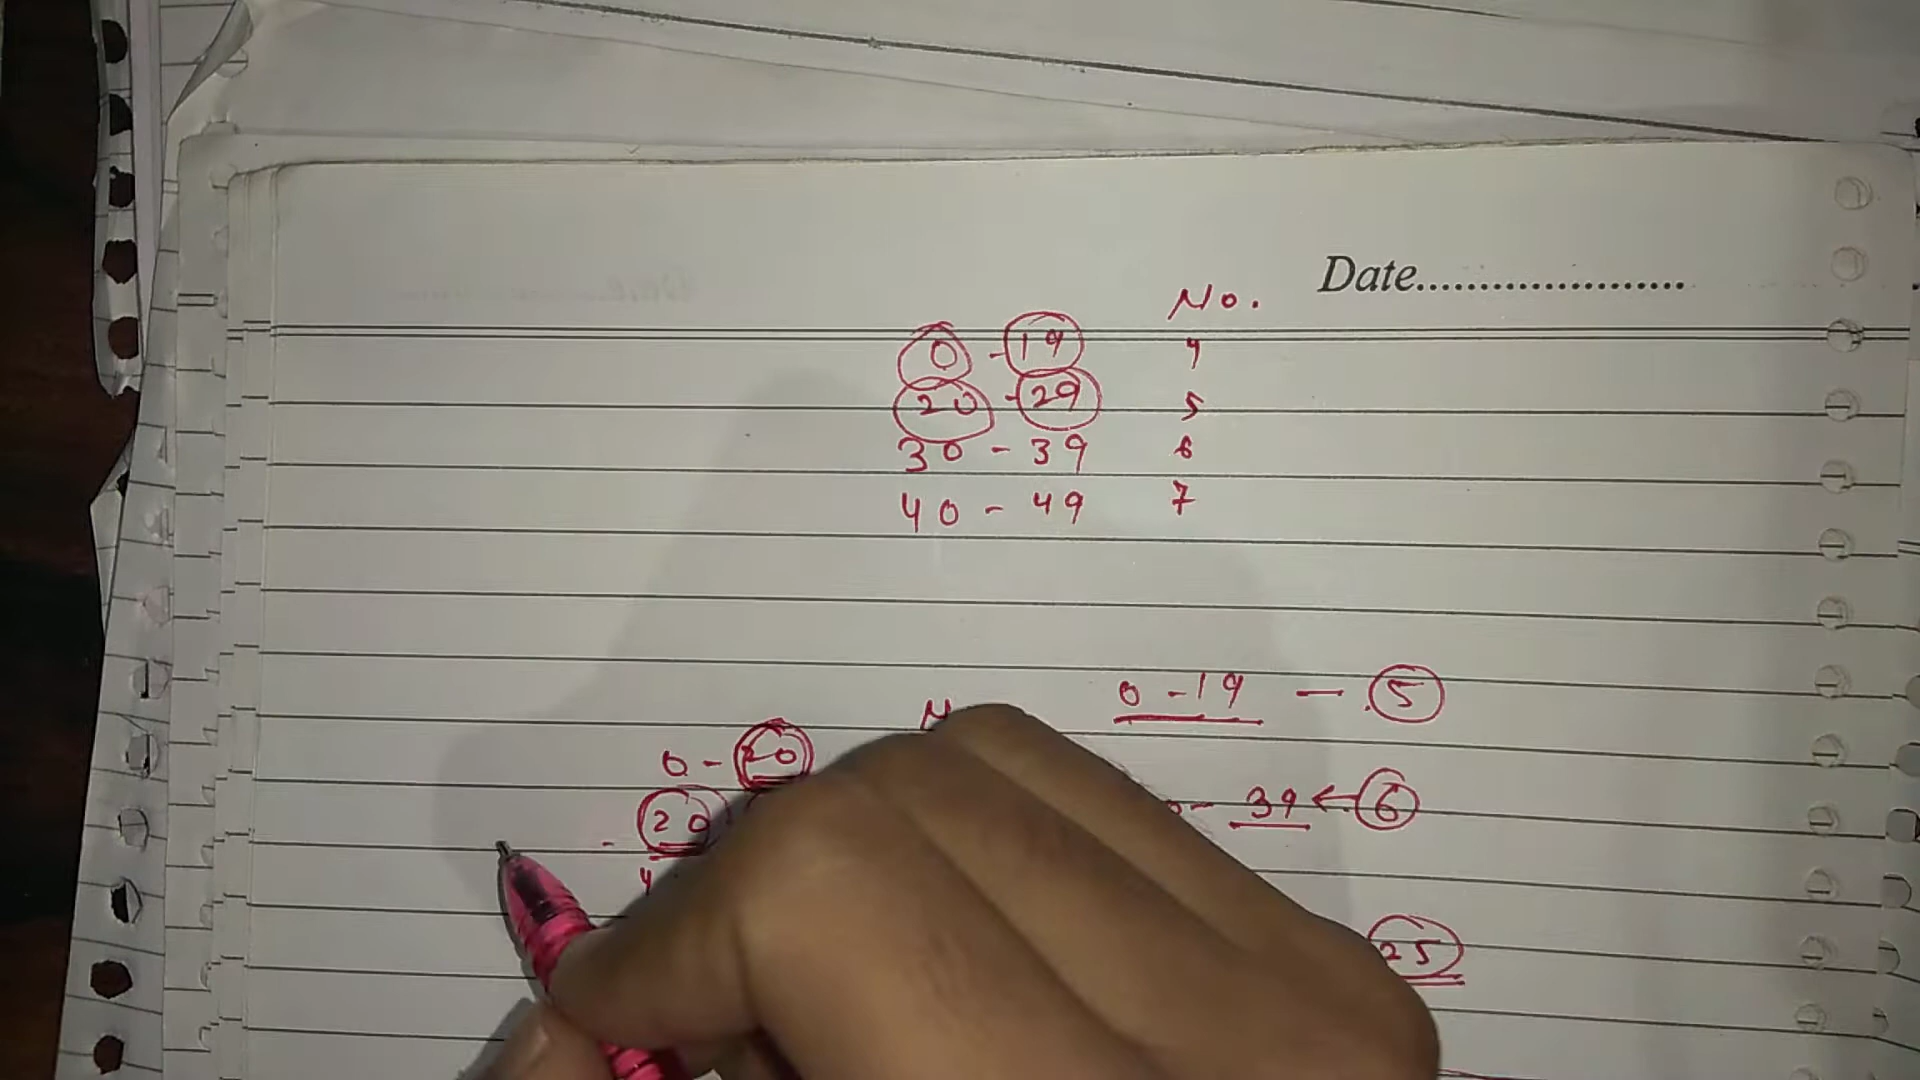 Date.....................
No.
0 - 19 4
20 - 29 5
30 - 39 6
40 - 49 7
0 - 19 — 5
0 - 20
- 39 ← 6
20
4
25